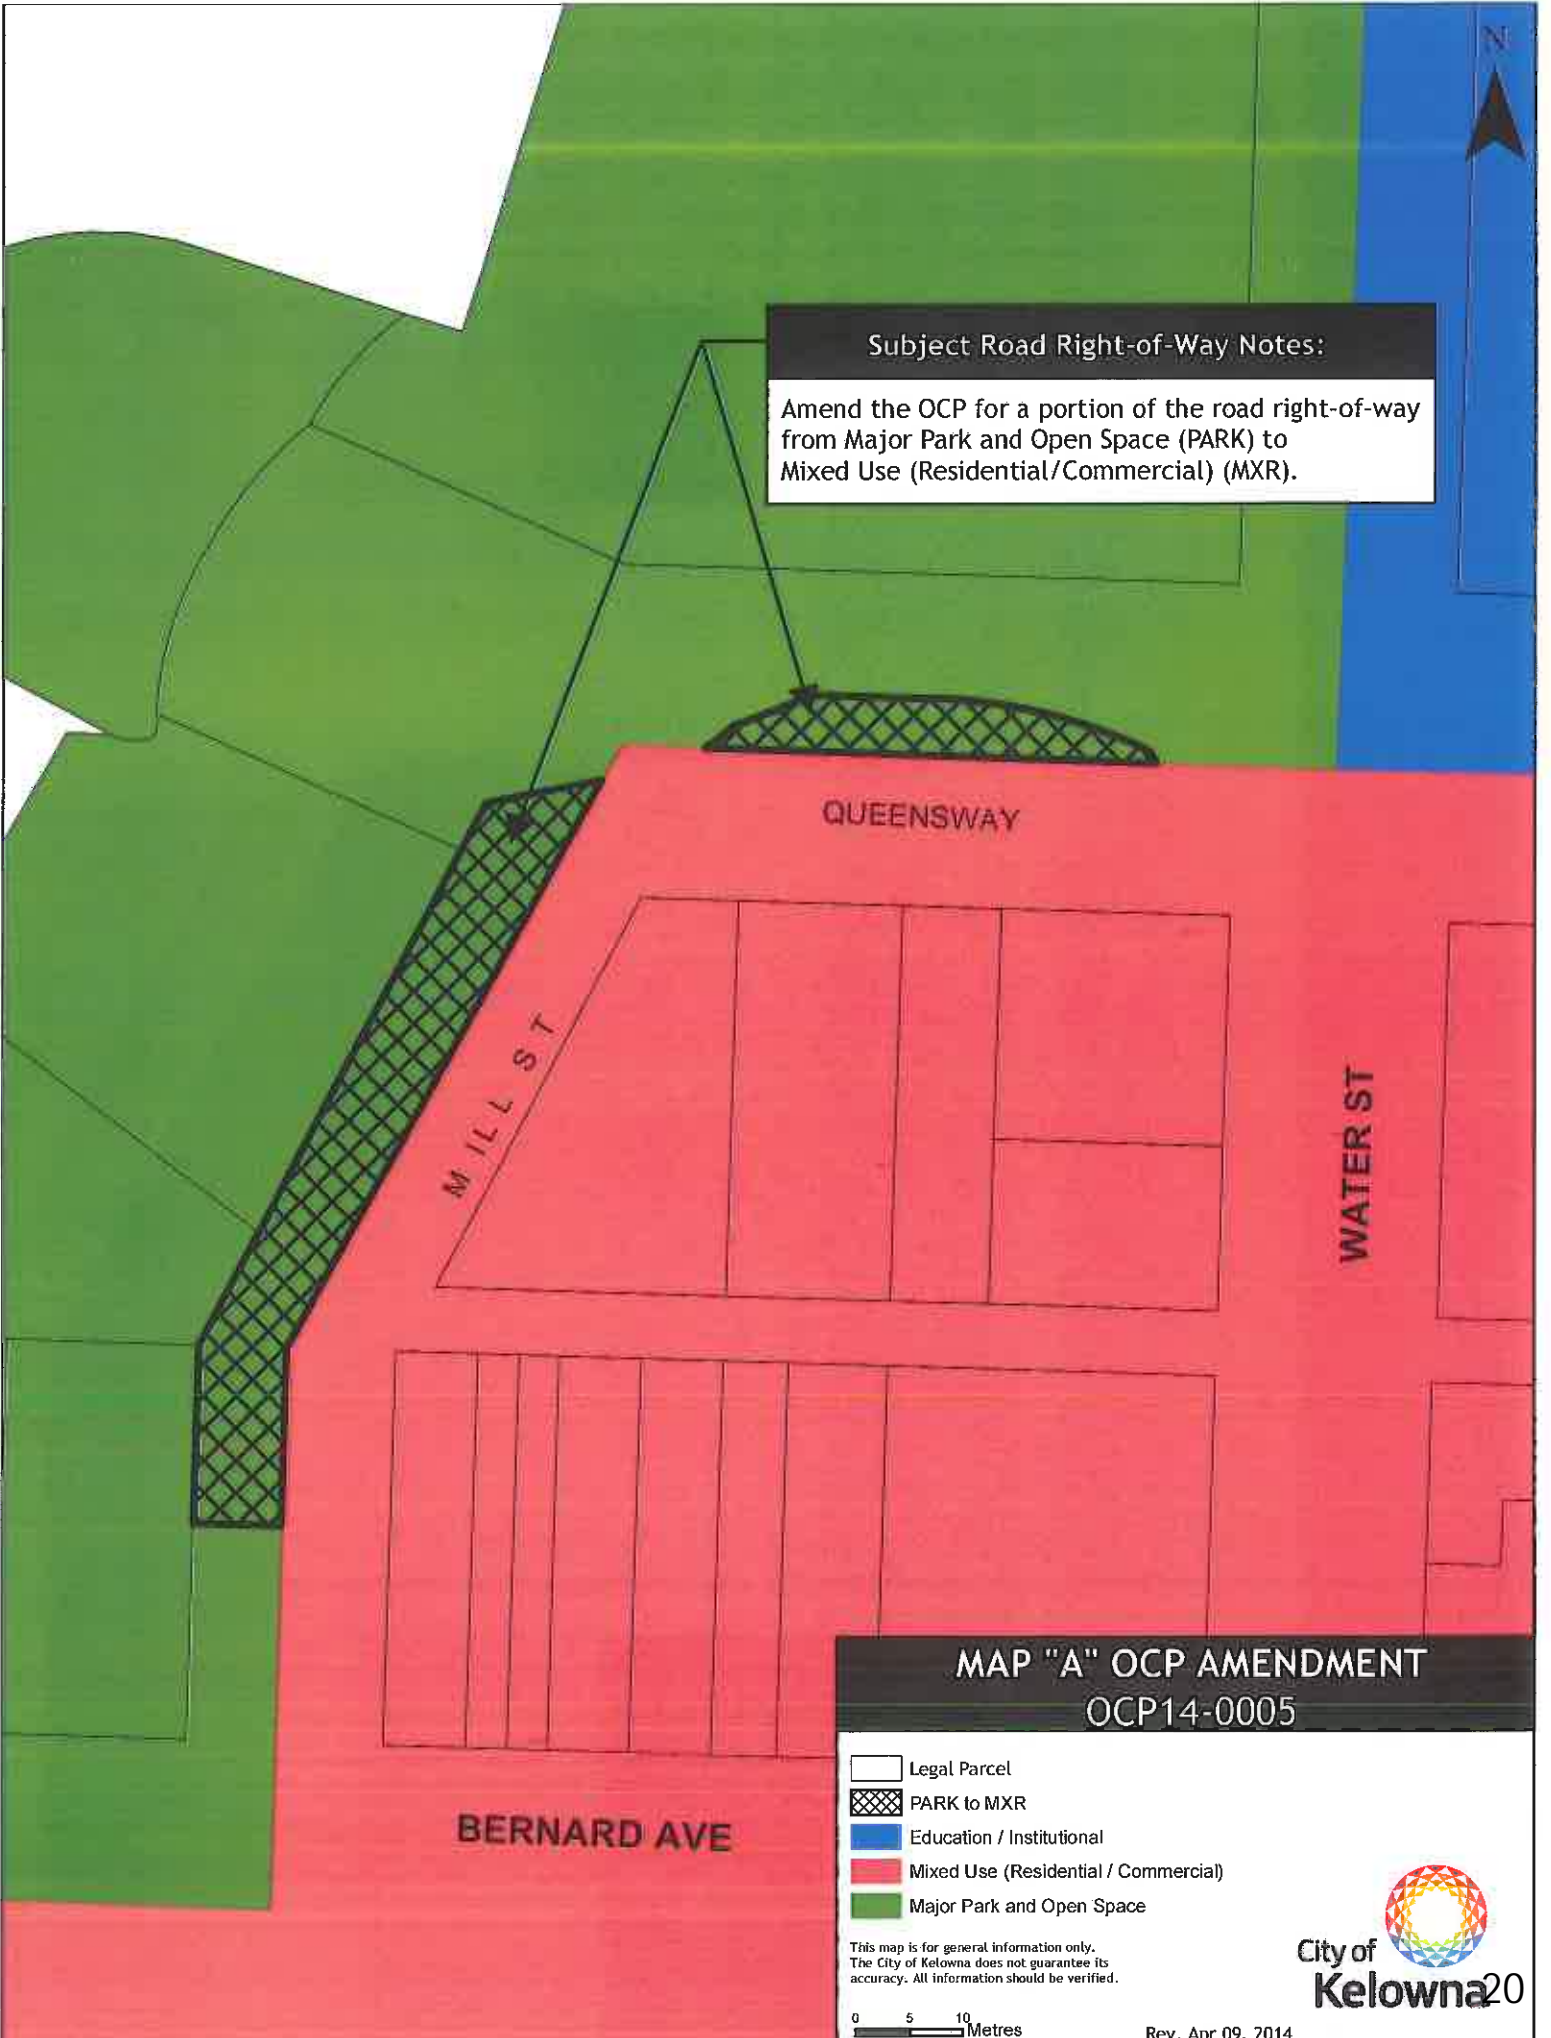 N
Subject Road Right-of-Way Notes:
Amend the OCP for a portion of the road right-of-way
from Major Park and Open Space (PARK) to
Mixed Use (Residential/Commercial) (MXR).
QUEENSWAY
MILL ST
WATER ST
BERNARD AVE
MAP "A" OCP AMENDMENT
OCP14-0005
Legal Parcel
PARK to MXR
Education / Institutional
Mixed Use (Residential / Commercial)
Major Park and Open Space
This map is for general information only.
The City of Kelowna does not guarantee its
accuracy. All information should be verified.
0 5 10
Metres
Rev. Apr 09, 2014
City of
Kelowna
20